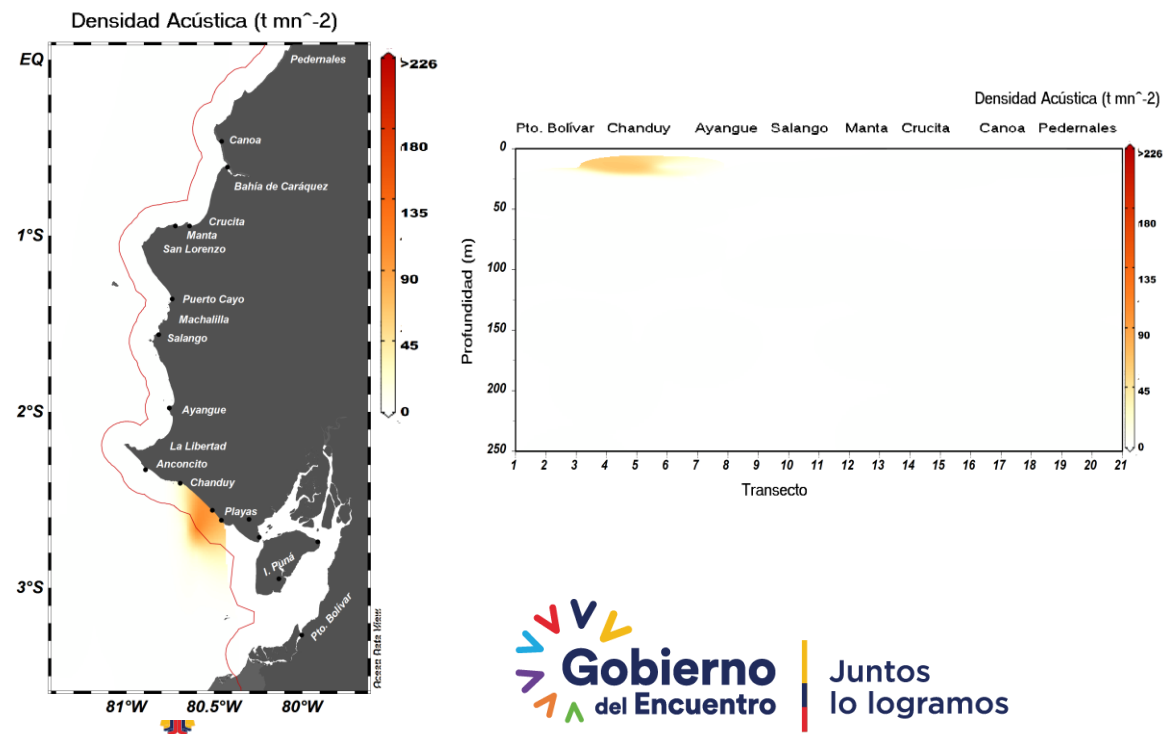 Densidad Acústica (t mn^-2)
EQ
1°S
2°S
3°S
81°W
80.5°W
80°W
Pedernales
Canoa
Bahia de Caráquez
Crucita
Manta
San Lorenzo
Puerto Cayo
Machalilla
Salango
Ayangue
La Libertad
Anconcito
Chanduy
Playas
I. Puná
Pto. Bolívar
Ocean Data View
>226
180
135
90
45
0
Densidad Acústica (t mn^-2)
Pto. Bolívar Chanduy Ayangue Salango Manta Crucita Canoa Pedernales
Profundidad (m)
0
50
100
150
200
250
1 2 3 4 5 6 7 8 9 10 11 12 13 14 15 16 17 18 19 20 21
Transecto
>226
180
135
90
45
0
Gobierno
del Encuentro
Juntos
lo logramos